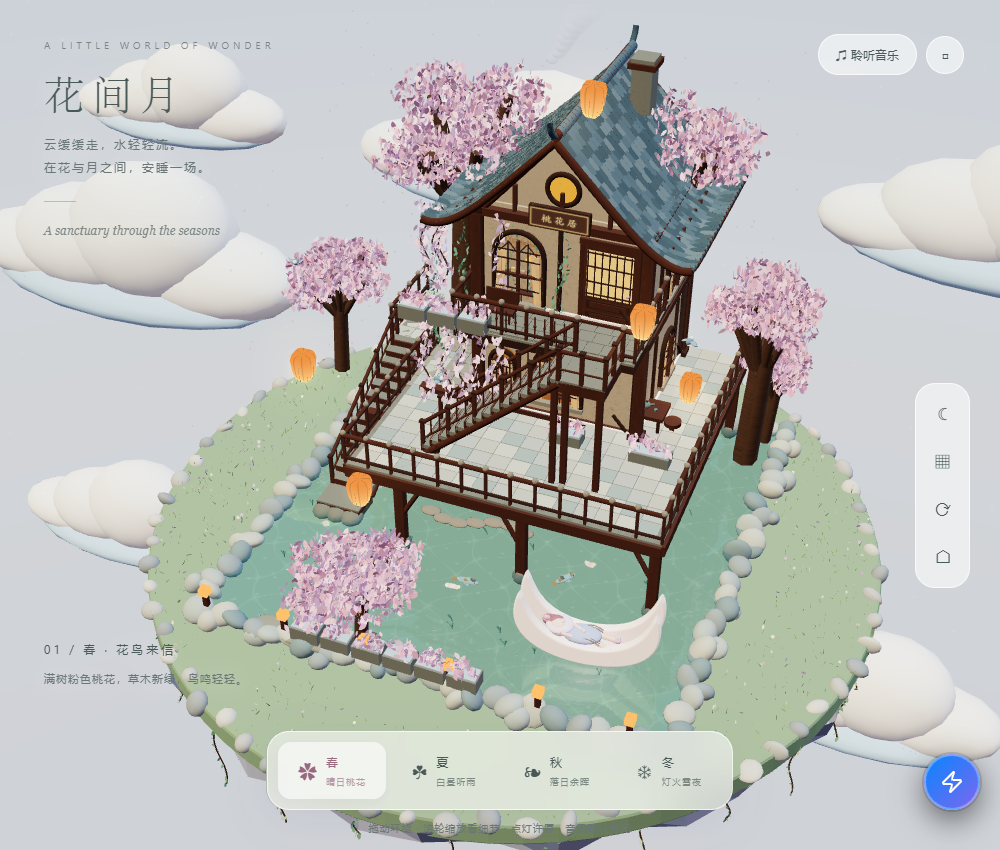 A LITTLE WORLD OF WONDER
花间月
云缓缓走，水轻轻流。
在花与月之间，安睡一场。
A sanctuary through the seasons
聆听音乐
桃花居
01 / 春 · 花鸟来信
满树粉色桃花，草木新绿，鸟鸣轻轻。
春
晴日桃花
夏
白昼听雨
秋
落日余晖
冬
灯火雪夜